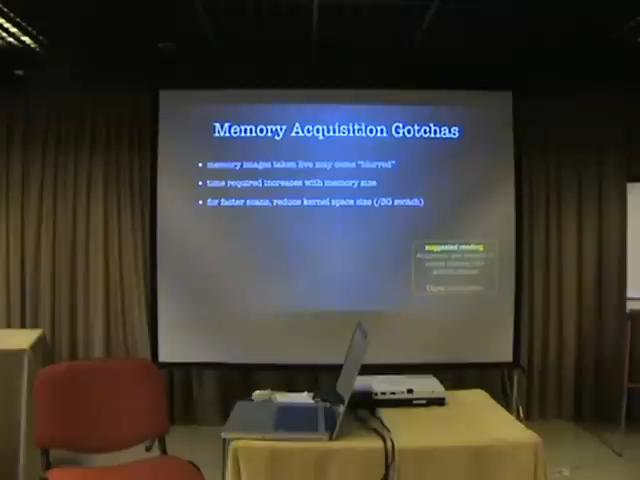 Memory Acquisition Gotchas
• memory images taken live may come "blurred"
• time required increases with memory size
• for faster scans, reduce kernel space size (/3G switch)
suggested reading